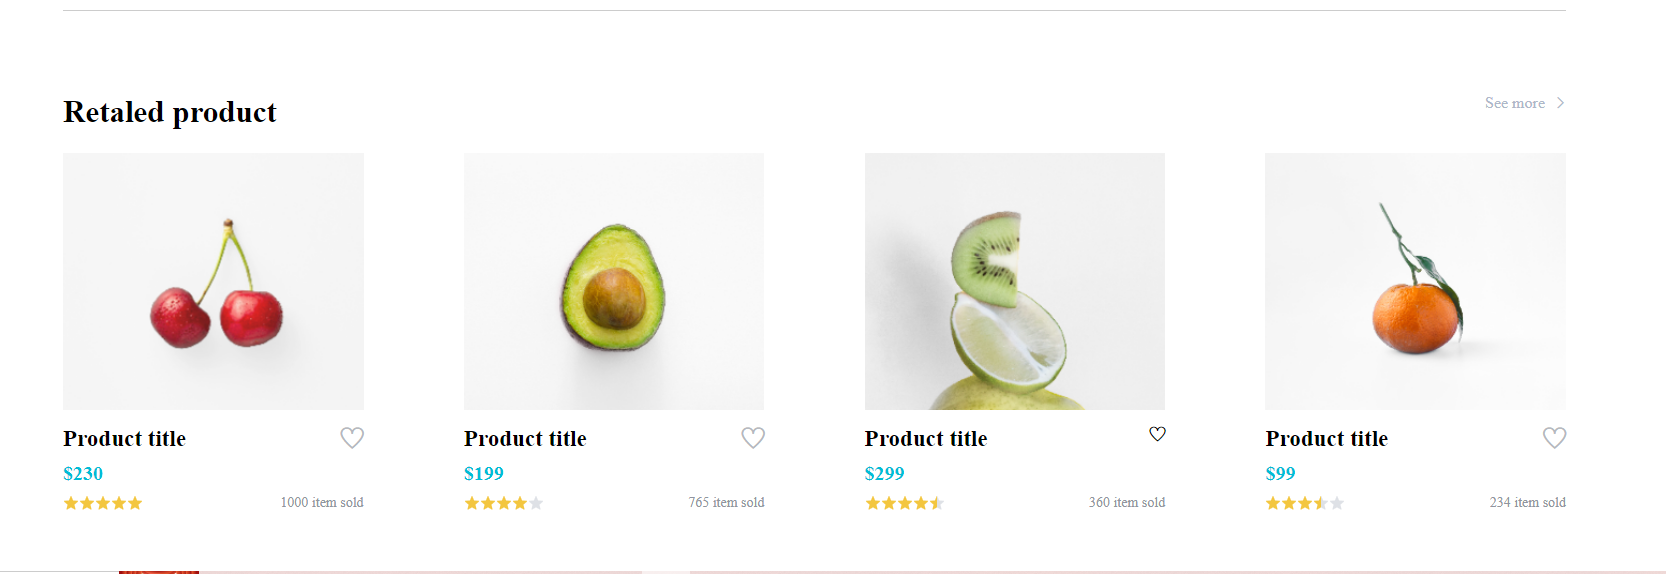 Retaled product
See more
Product title
$230
1000 item sold
Product title
$199
765 item sold
Product title
$299
360 item sold
Product title
$99
234 item sold